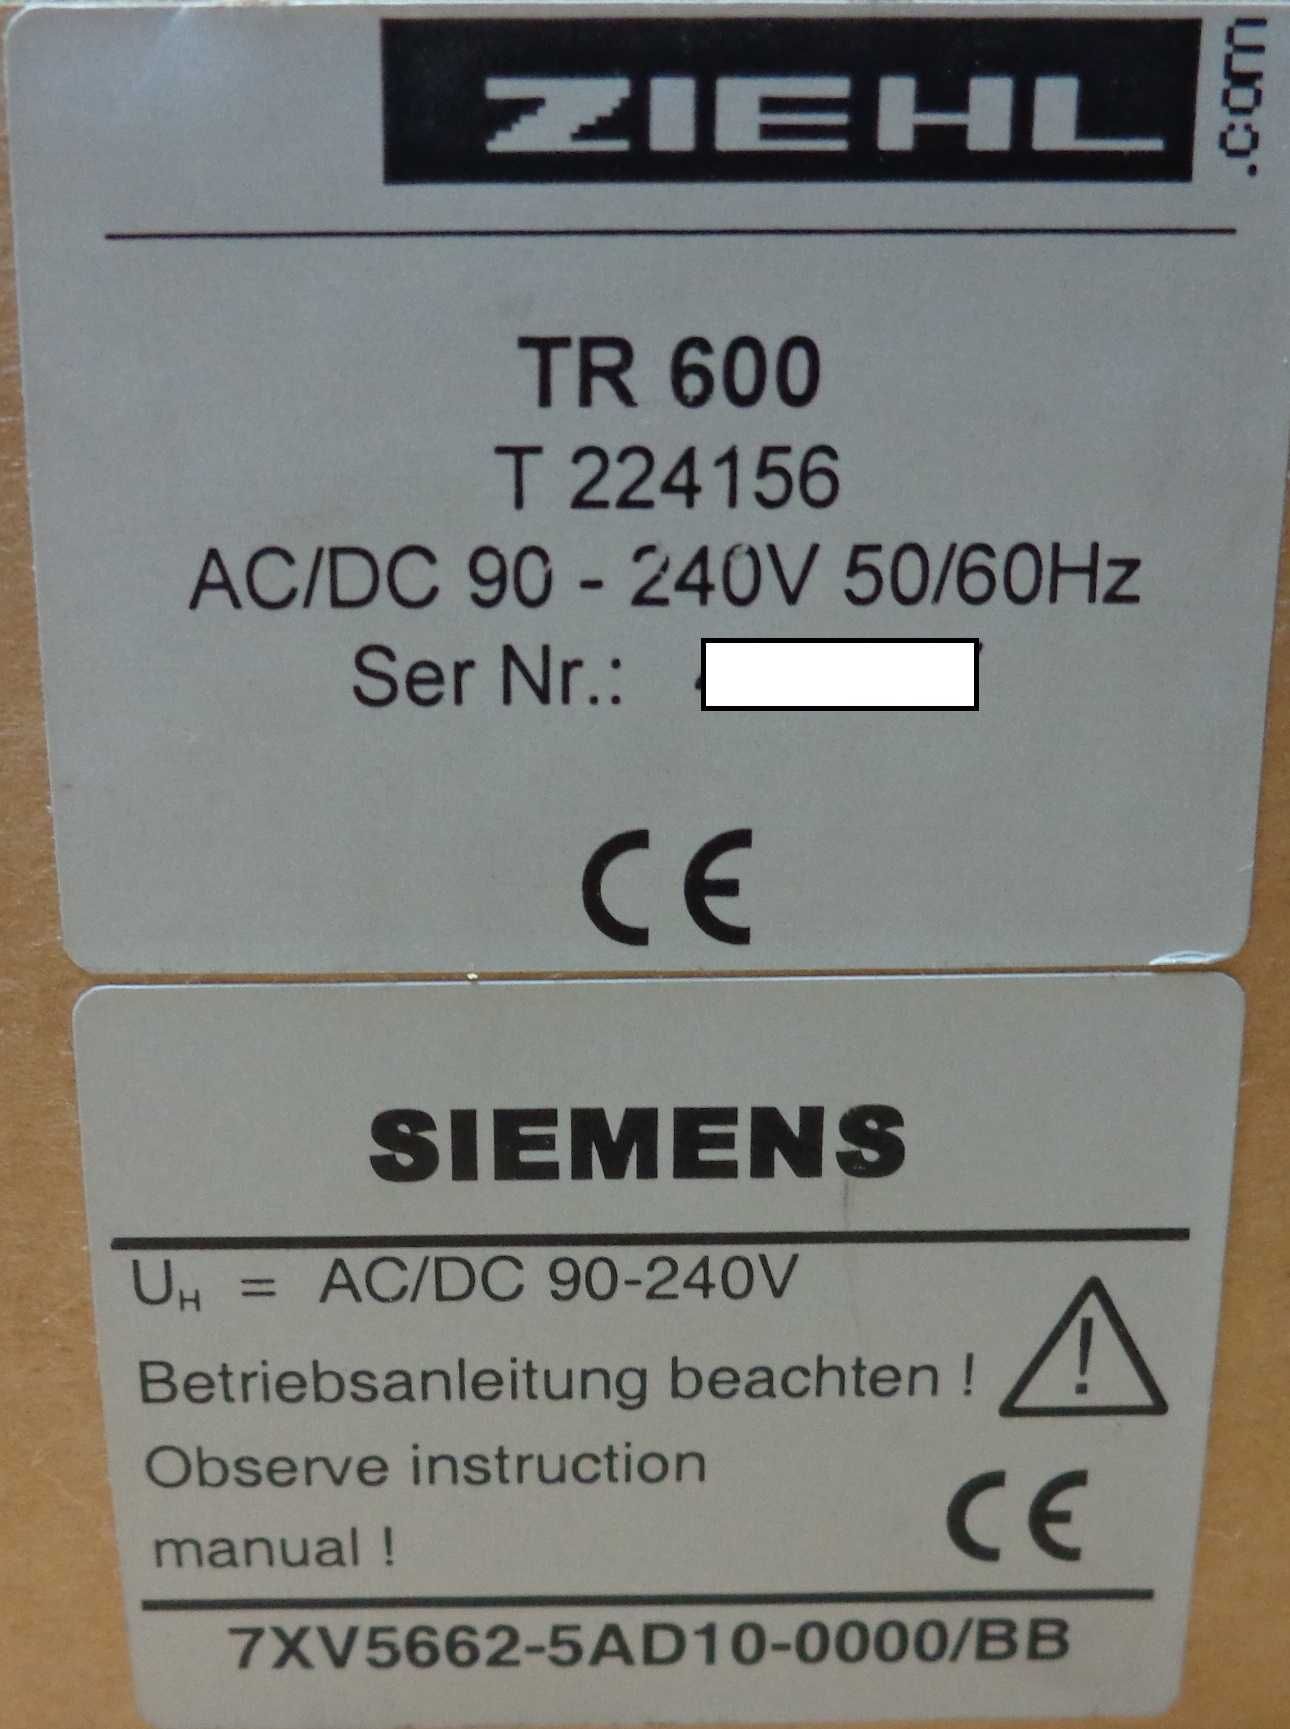 ZIEHL
.com
TR 600
T 224156
AC/DC 90 - 240V 50/60Hz
Ser Nr.:
CE
SIEMENS
UH = AC/DC 90-240V
Betriebsanleitung beachten !
!
Observe instruction
manual !
CE
7XV5662-5AD10-0000/BB